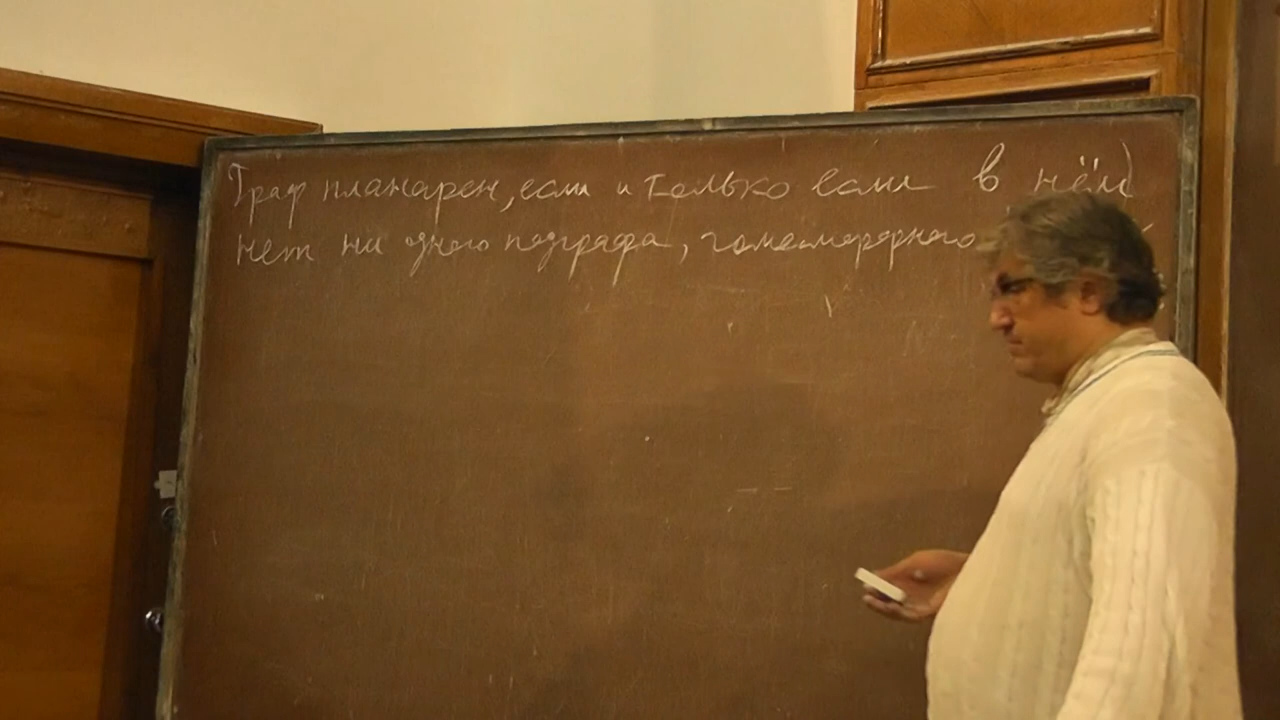 Граф планарен, если и только если в нём
нет ни одного подграфа, гомеоморфного